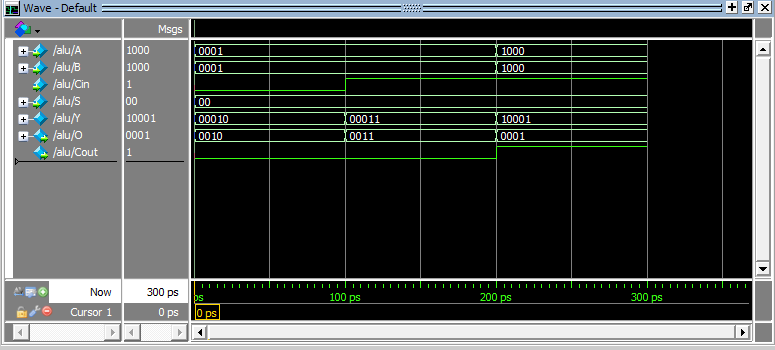 Wave - Default
Msgs
/alu/A 1000 0001 1000
/alu/B 1000 0001 1000
/alu/Cin 1
/alu/S 00 00
/alu/Y 10001 00010 00011 10001
/alu/O 0001 0010 0011 0001
/alu/Cout 1
Now 300 ps ps 100 ps 200 ps 300 ps
Cursor 1 0 ps 0 ps